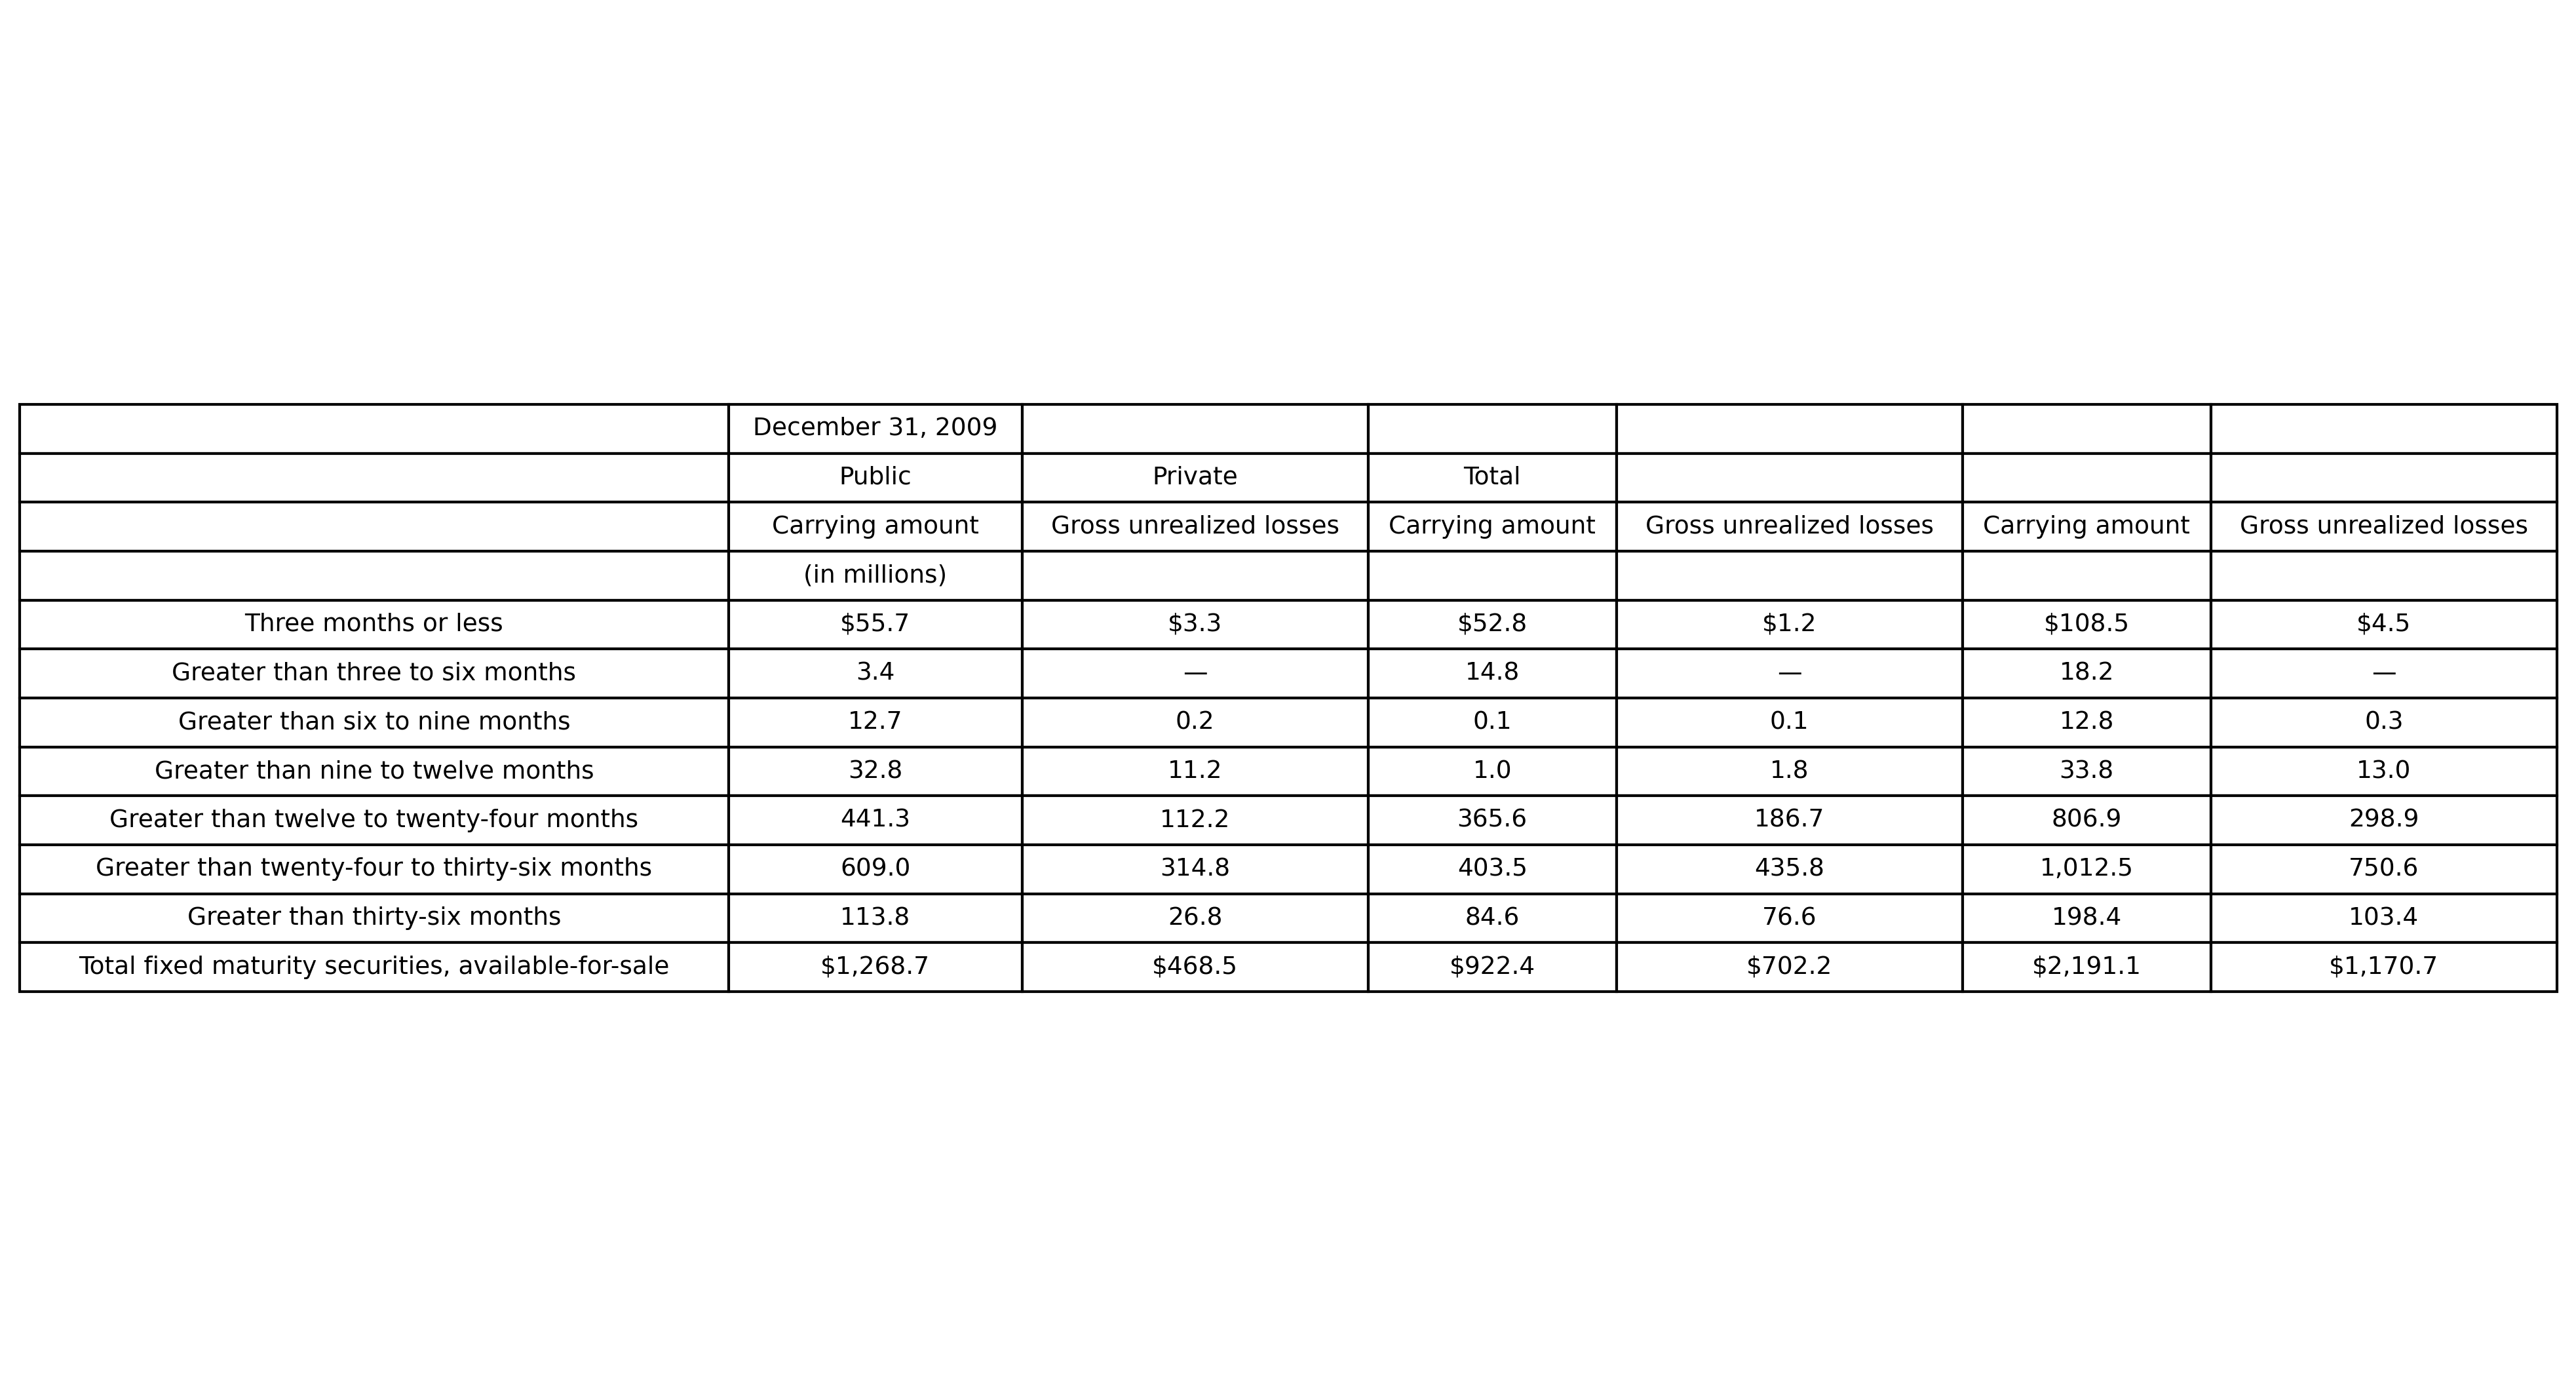 December 31, 2009
Public Private Total
Carrying amount Gross unrealized losses Carrying amount Gross unrealized losses Carrying amount Gross unrealized losses
(in millions)
Three months or less $55.7 $3.3 $52.8 $1.2 $108.5 $4.5
Greater than three to six months 3.4 — 14.8 — 18.2 —
Greater than six to nine months 12.7 0.2 0.1 0.1 12.8 0.3
Greater than nine to twelve months 32.8 11.2 1.0 1.8 33.8 13.0
Greater than twelve to twenty-four months 441.3 112.2 365.6 186.7 806.9 298.9
Greater than twenty-four to thirty-six months 609.0 314.8 403.5 435.8 1,012.5 750.6
Greater than thirty-six months 113.8 26.8 84.6 76.6 198.4 103.4
Total fixed maturity securities, available-for-sale $1,268.7 $468.5 $922.4 $702.2 $2,191.1 $1,170.7